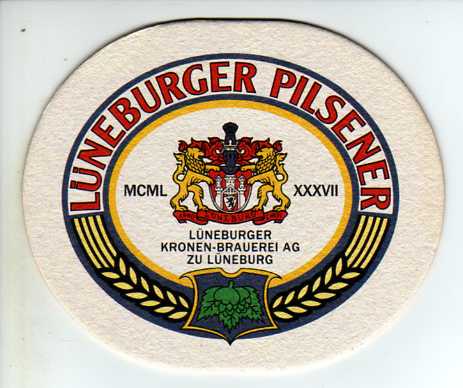 LÜNEBURGER PILSENER
MCML XXXVII
LÜNEBURGER
KRONEN-BRAUEREI AG
ZU LÜNEBURG